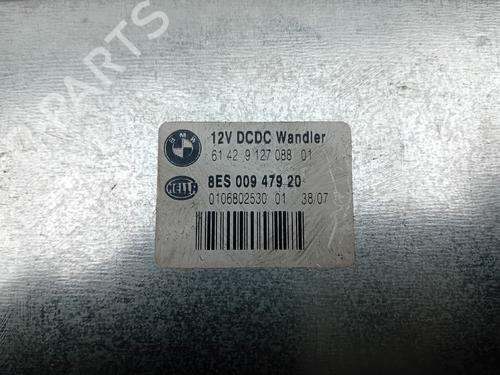 PARTS
BMW
12V DCDC Wandler
61 42 9 127 088 01
HELLA
8ES 009 479 20
0106802530 01 38/07